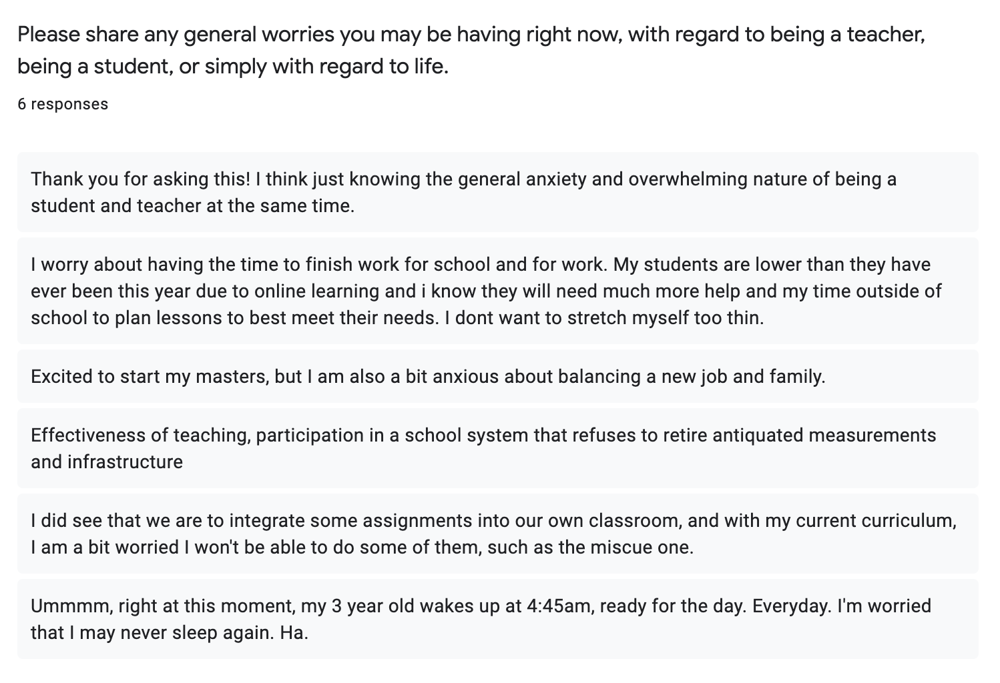 Please share any general worries you may be having right now, with regard to being a teacher,
being a student, or simply with regard to life.
6 responses
Thank you for asking this! I think just knowing the general anxiety and overwhelming nature of being a
student and teacher at the same time.
I worry about having the time to finish work for school and for work. My students are lower than they have
ever been this year due to online learning and i know they will need much more help and my time outside of
school to plan lessons to best meet their needs. I dont want to stretch myself too thin.
Excited to start my masters, but I am also a bit anxious about balancing a new job and family.
Effectiveness of teaching, participation in a school system that refuses to retire antiquated measurements
and infrastructure
I did see that we are to integrate some assignments into our own classroom, and with my current curriculum,
I am a bit worried I won't be able to do some of them, such as the miscue one.
Ummmm, right at this moment, my 3 year old wakes up at 4:45am, ready for the day. Everyday. I'm worried
that I may never sleep again. Ha.